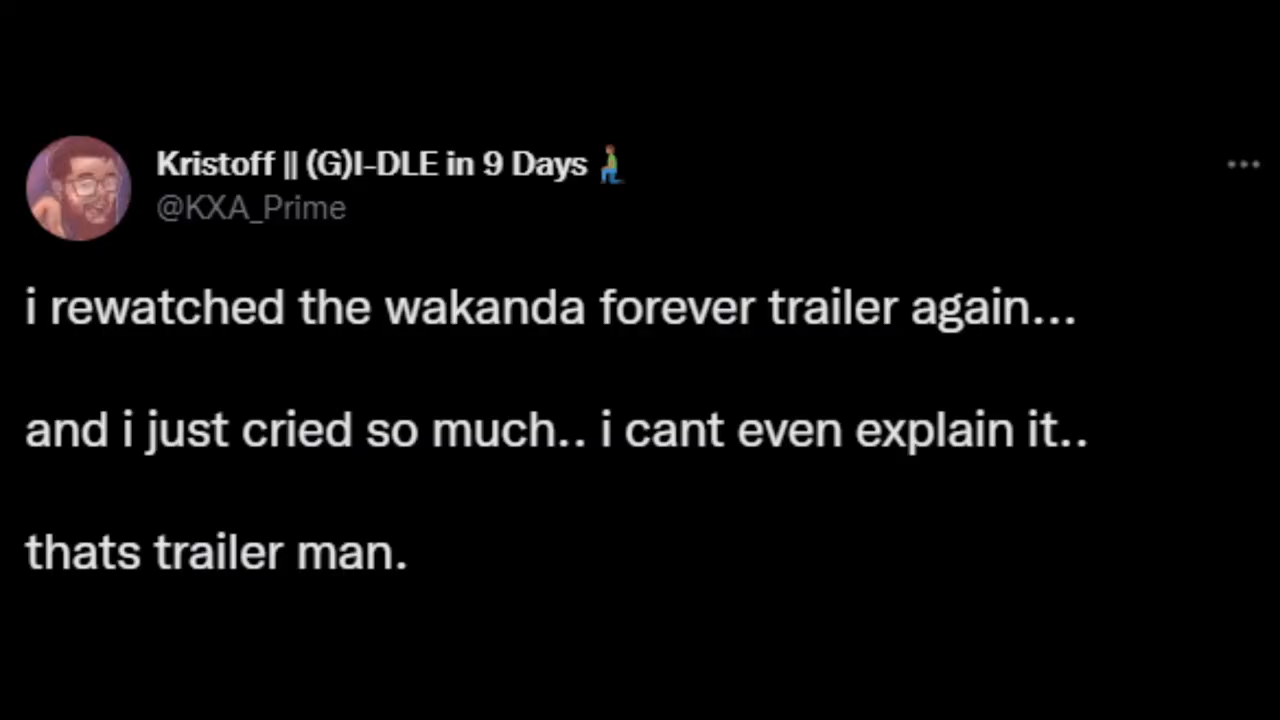 Kristoff || (G)I-DLE in 9 Days 🧎‍♂️
@KXA_Prime
i rewatched the wakanda forever trailer again...
and i just cried so much.. i cant even explain it..
thats trailer man.